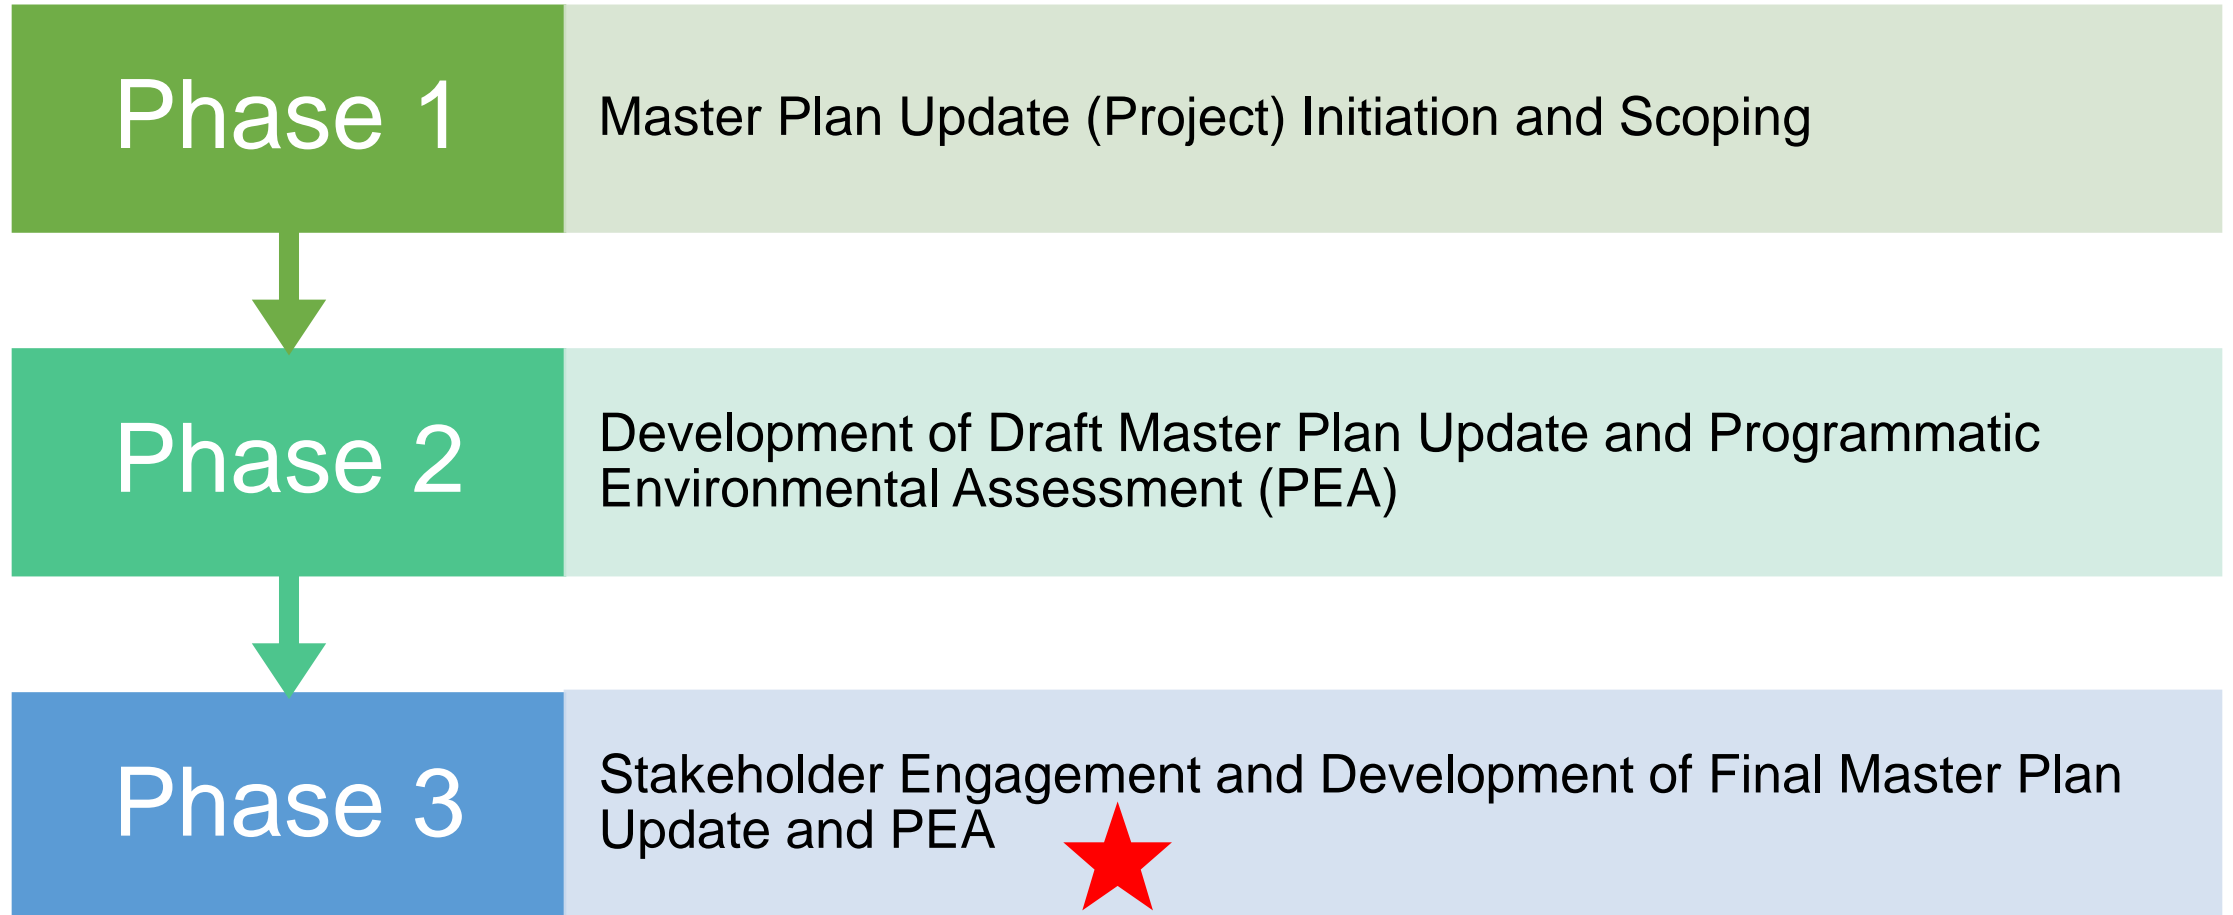 Phase 1
Master Plan Update (Project) Initiation and Scoping
Phase 2
Development of Draft Master Plan Update and Programmatic
Environmental Assessment (PEA)
Phase 3
Stakeholder Engagement and Development of Final Master Plan
Update and PEA